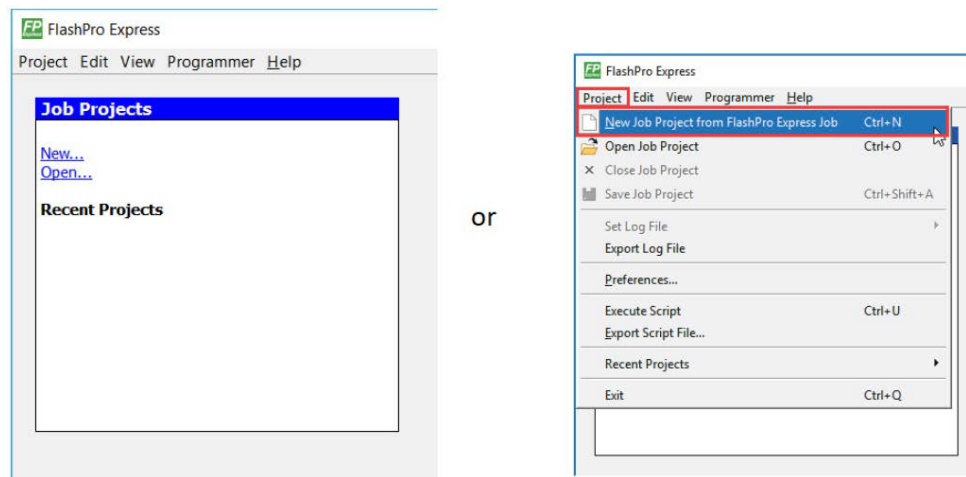 FP FlashPro Express
Project Edit View Programmer Help
Job Projects
New...
Open...
Recent Projects
or
FP FlashPro Express
Project Edit View Programmer Help
New Job Project from FlashPro Express Job Ctrl+N
Open Job Project Ctrl+O
Close Job Project
Save Job Project Ctrl+Shift+A
Set Log File
Export Log File
Preferences...
Execute Script Ctrl+U
Export Script File...
Recent Projects
Exit Ctrl+Q